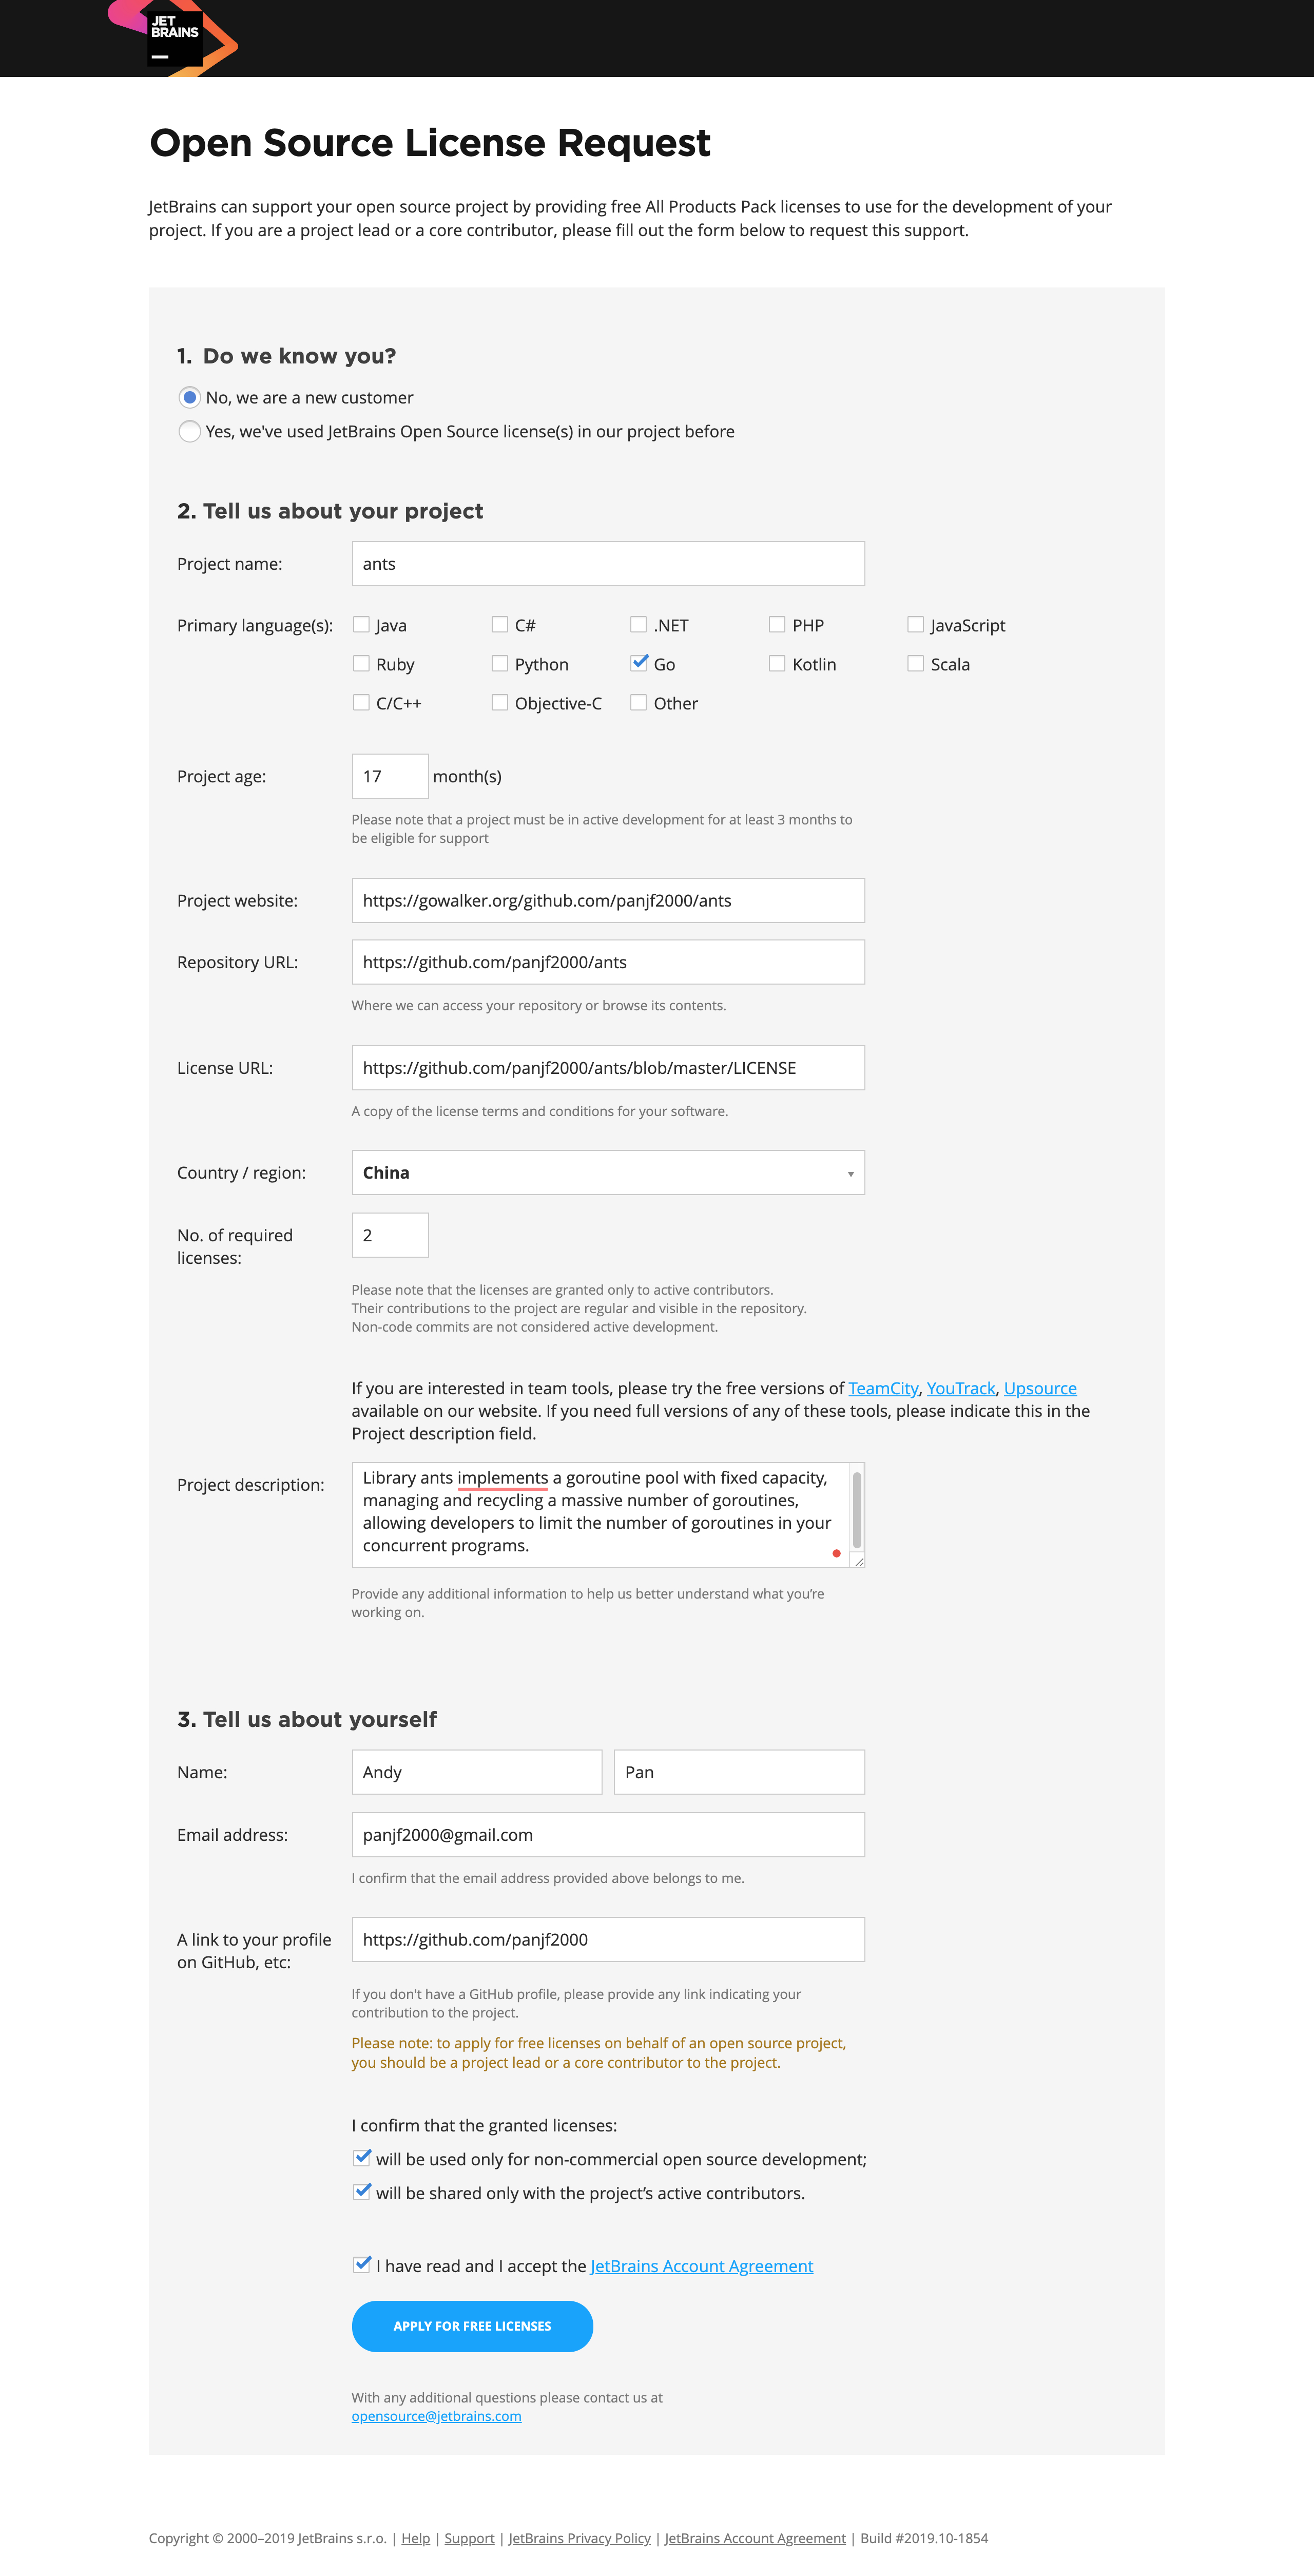 JET
BRAINS
Open Source License Request
JetBrains can support your open source project by providing free All Products Pack licenses to use for the development of your
project. If you are a project lead or a core contributor, please fill out the form below to request this support.
1. Do we know you?
No, we are a new customer
Yes, we've used JetBrains Open Source license(s) in our project before
2. Tell us about your project
Project name: ants
Primary language(s): Java C# .NET PHP JavaScript
Ruby Python Go Kotlin Scala
C/C++ Objective-C Other
Project age: 17 month(s)
Please note that a project must be in active development for at least 3 months to
be eligible for support
Project website: https://gowalker.org/github.com/panjf2000/ants
Repository URL: https://github.com/panjf2000/ants
Where we can access your repository or browse its contents.
License URL: https://github.com/panjf2000/ants/blob/master/LICENSE
A copy of the license terms and conditions for your software.
Country / region: China
No. of required 2
licenses:
Please note that the licenses are granted only to active contributors.
Their contributions to the project are regular and visible in the repository.
Non-code commits are not considered active development.
If you are interested in team tools, please try the free versions of TeamCity, YouTrack, Upsource
available on our website. If you need full versions of any of these tools, please indicate this in the
Project description field.
Project description: Library ants implements a goroutine pool with fixed capacity,
managing and recycling a massive number of goroutines,
allowing developers to limit the number of goroutines in your
concurrent programs.
Provide any additional information to help us better understand what you're
working on.
3. Tell us about yourself
Name: Andy Pan
Email address: panjf2000@gmail.com
I confirm that the email address provided above belongs to me.
A link to your profile https://github.com/panjf2000
on GitHub, etc:
If you don't have a GitHub profile, please provide any link indicating your
contribution to the project.
Please note: to apply for free licenses on behalf of an open source project,
you should be a project lead or a core contributor to the project.
I confirm that the granted licenses:
will be used only for non-commercial open source development;
will be shared only with the project’s active contributors.
I have read and I accept the JetBrains Account Agreement
APPLY FOR FREE LICENSES
With any additional questions please contact us at
opensource@jetbrains.com
Copyright © 2000–2019 JetBrains s.r.o. | Help | Support | JetBrains Privacy Policy | JetBrains Account Agreement | Build #2019.10-1854